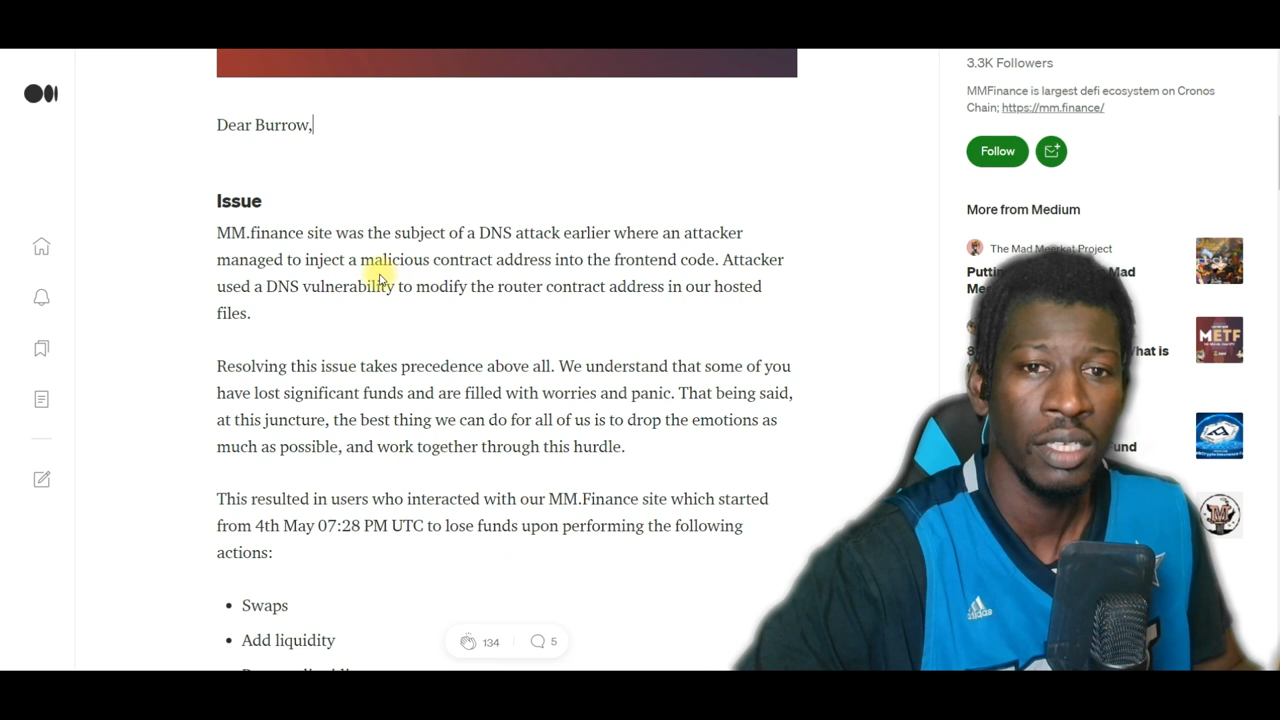 3.3K Followers
MMFinance is largest defi ecosystem on Cronos
Chain; https://mm.finance/
Follow
Dear Burrow,
Issue
MM.finance site was the subject of a DNS attack earlier where an attacker
managed to inject a malicious contract address into the frontend code. Attacker
used a DNS vulnerability to modify the router contract address in our hosted
files.
Resolving this issue takes precedence above all. We understand that some of you
have lost significant funds and are filled with worries and panic. That being said,
at this juncture, the best thing we can do for all of us is to drop the emotions as
much as possible, and work together through this hurdle.
This resulted in users who interacted with our MM.Finance site which started
from 4th May 07:28 PM UTC to lose funds upon performing the following
actions:
Swaps
Add liquidity
134
5
More from Medium
The Mad Meerkat Project
Mad
hat is
METF
und
adidas